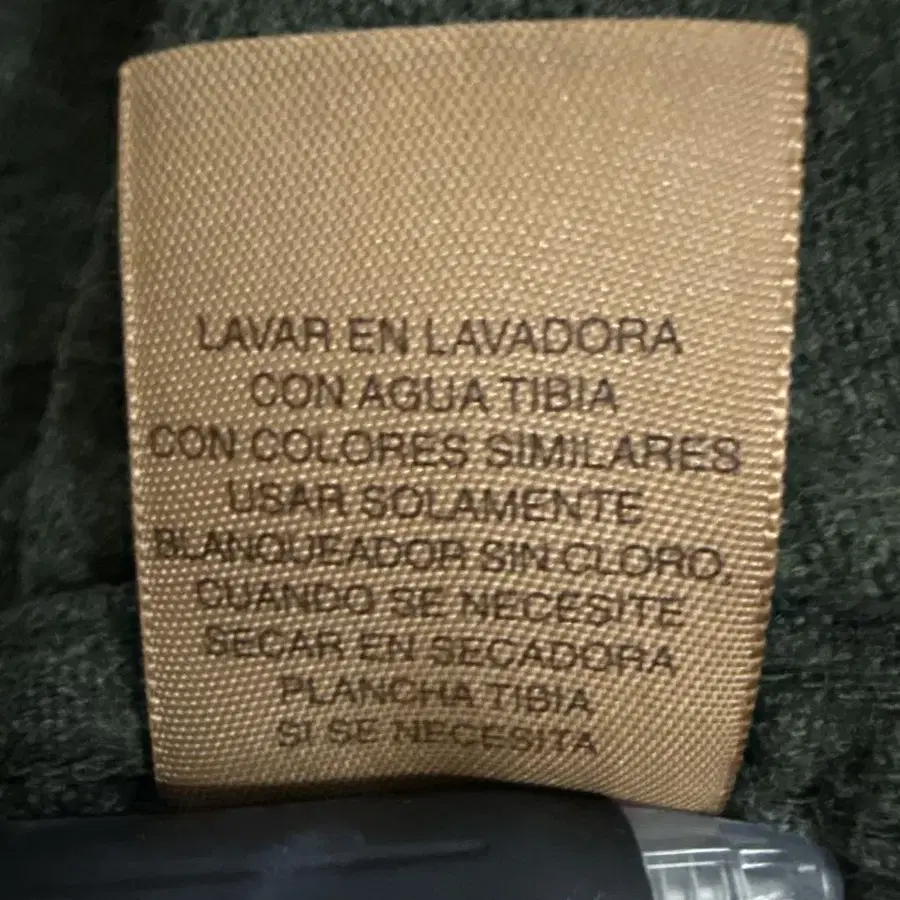 LAVAR EN LAVADORA
CON AGUA TIBIA
CON COLORES SIMILARES
USAR SOLAMENTE
BLANQUEADOR SIN CLORO,
CUANDO SE NECESITE
SECAR EN SECADORA
PLANCHA TIBIA
SI SE NECESITA